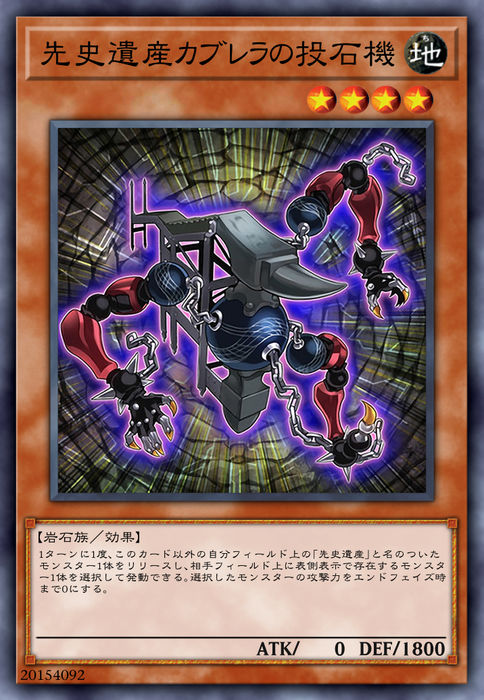 先史遺産カブレラの投石機
地
ち
【岩石族／効果】
1ターンに1度、このカード以外の自分フィールド上の「先史遺産」と名のついた
モンスター1体をリリースし、相手フィールド上に表側表示で存在するモンスタ
ー1体を選択して発動できる。選択したモンスターの攻撃力をエンドフェイズ時
まで0にする。
ATK/ 0 DEF/1800
20154092